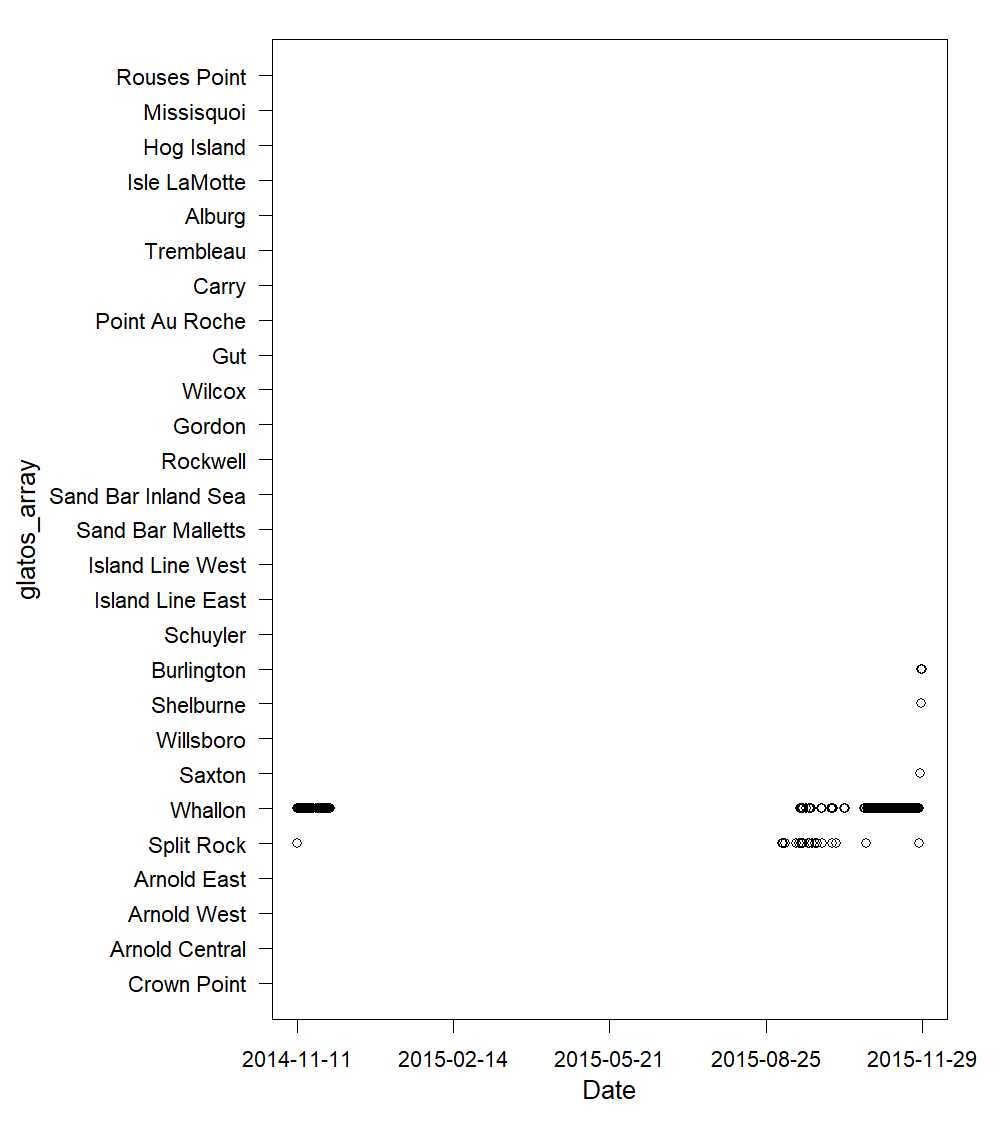 Rouses Point
Missisquoi
Hog Island
Isle LaMotte
Alburg
Trembleau
Carry
Point Au Roche
Gut
Wilcox
Gordon
Rockwell
Sand Bar Inland Sea
Sand Bar Malletts
Island Line West
Island Line East
Schuyler
Burlington
Shelburne
Willsboro
Saxton
Whallon
Split Rock
Arnold East
Arnold West
Arnold Central
Crown Point
glatos_array
2014-11-11 2015-02-14 2015-05-21 2015-08-25 2015-11-29
Date